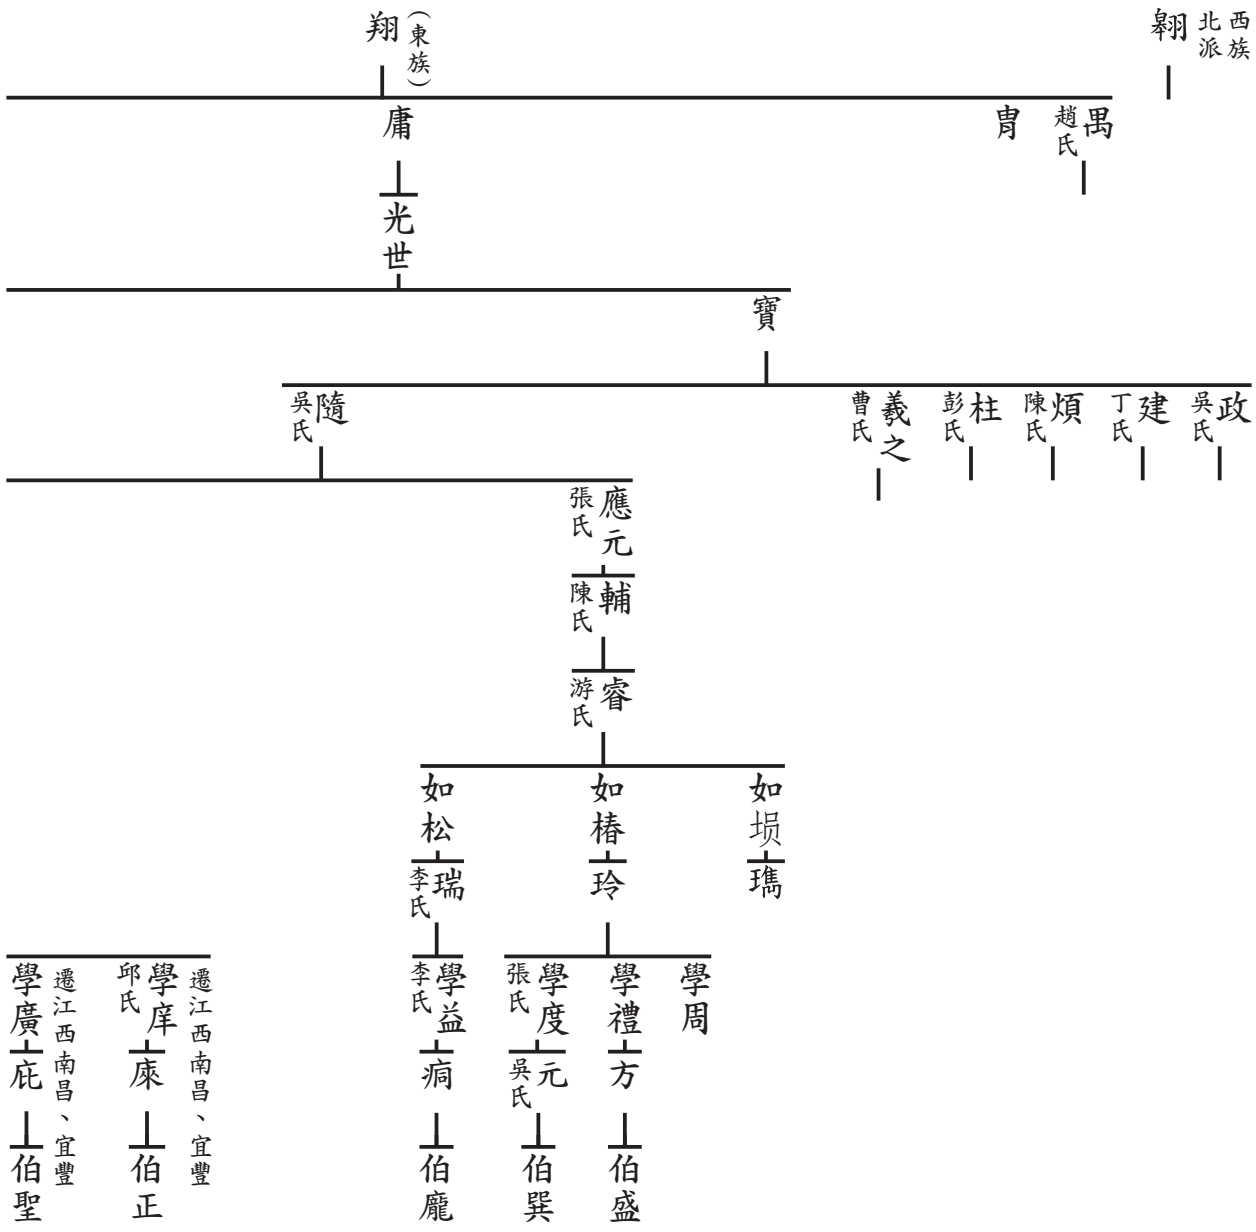 西族
北派
翱
翔
(東族)
禺
趙氏
冑
庸
光世
寶
政
吳氏
建
丁氏
煩
陳氏
柱
彭氏
羲之
曹氏
隨
吳氏
應元
張氏
輔
陳氏
睿
游氏
如埙
如椿
如松
瑀
玲
瑞
李氏
學周
學禮
學度
張氏
學益
李氏
遷江西南昌、宜豐
學庠
邱氏
遷江西南昌、宜豐
學廣
方
元
吳氏
痌
庲
庇
伯盛
伯巽
伯龐
伯正
伯聖